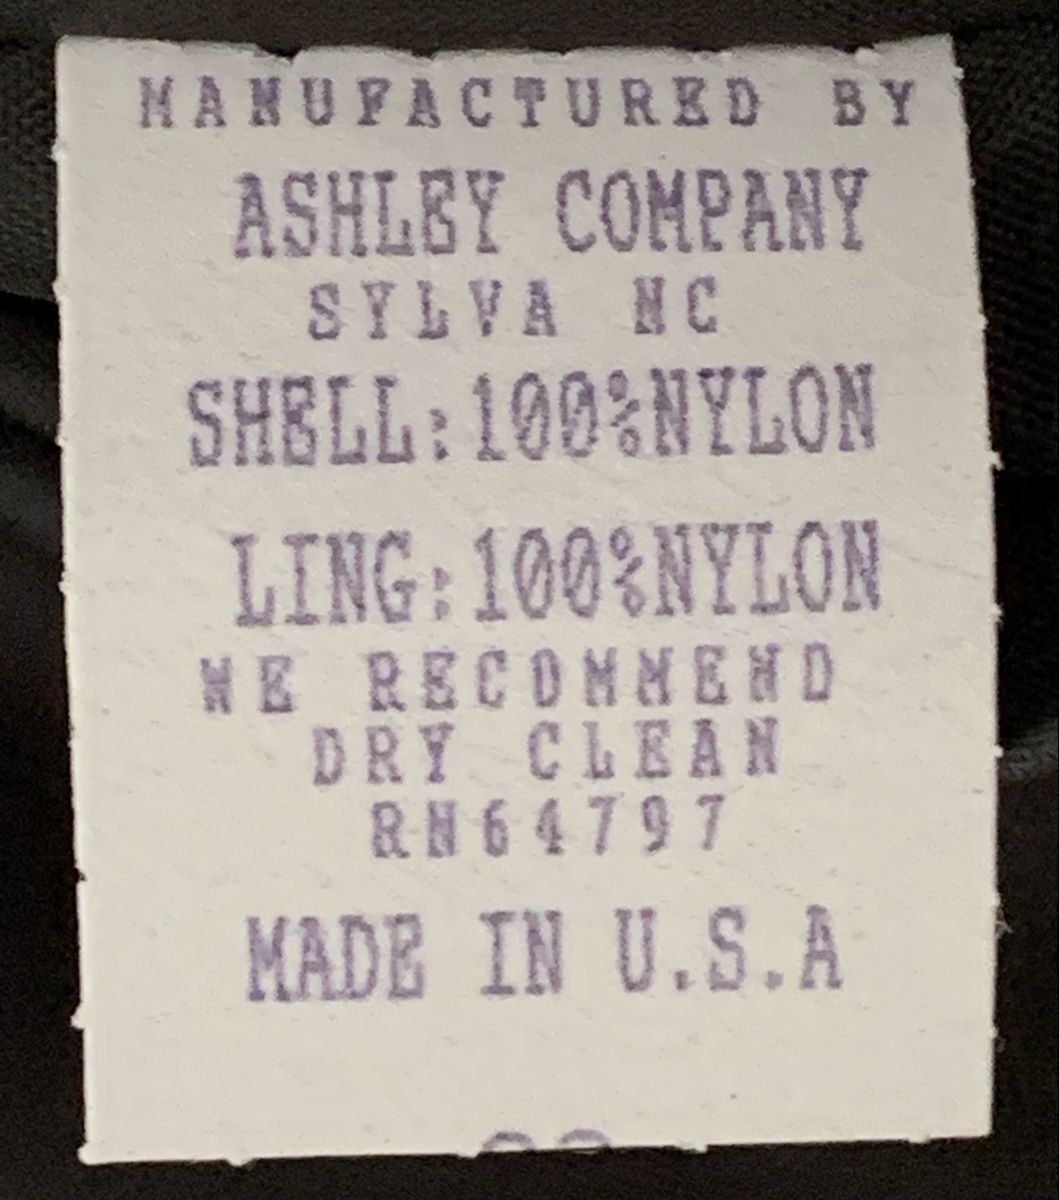 MANUFACTURED BY
ASHLEY COMPANY
SYLVA NC
SHELL:100%NYLON
LING:100%NYLON
WE RECOMMEND
DRY CLEAN
RN64797
MADE IN U.S.A